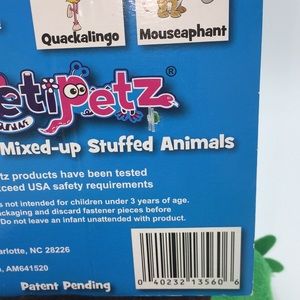 Quackalingo Mouseaphant
etipetz®
Mixed-up Stuffed Animals
tz products have been tested
xceed USA safety requirements
s not intended for children under 3 years of age.
ackaging and discard fastener pieces before
Do not leave an infant unattended with product.
arlotte, NC 28226
a, AM641520
Patent Pending
0 40232 13560 6